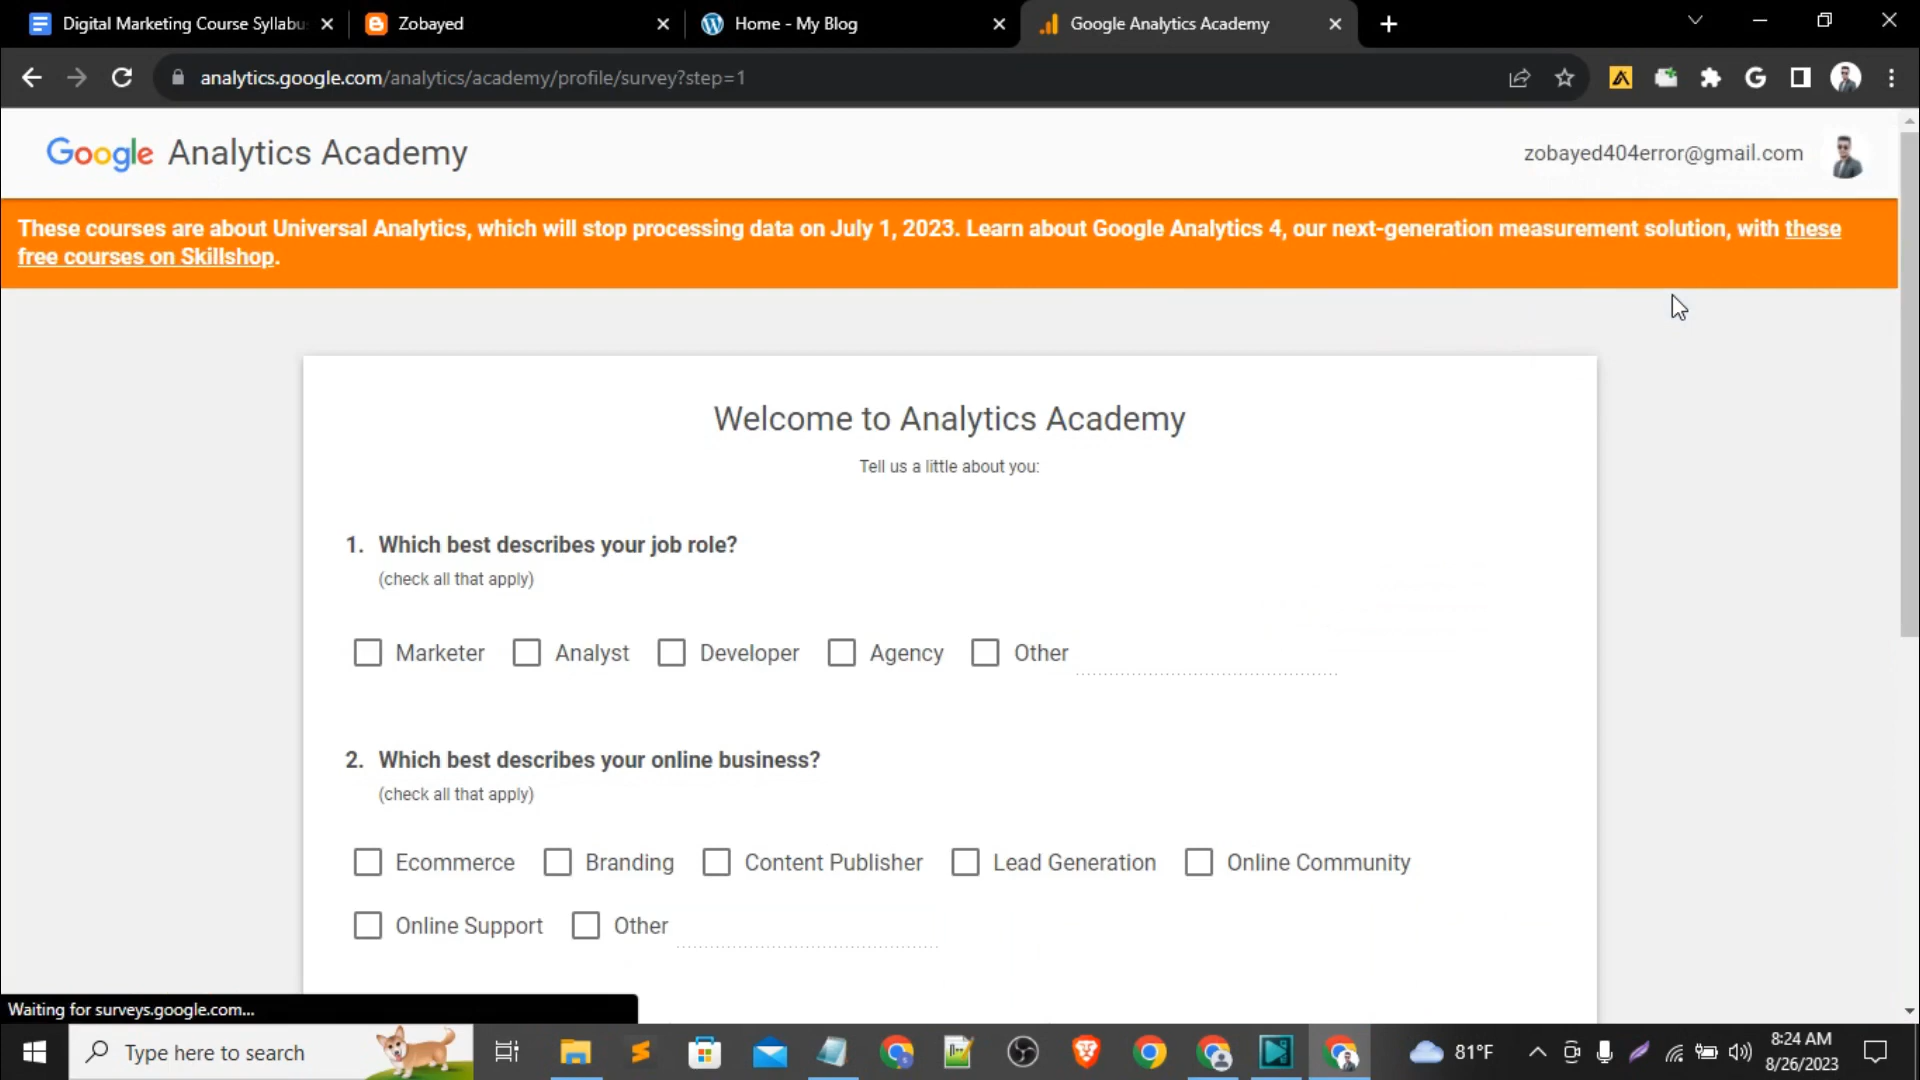 Digital Marketing Course Syllabu
Zobayed
Home - My Blog
Google Analytics Academy
analytics.google.com/analytics/academy/profile/survey?step=1
Google Analytics Academy
zobayed404error@gmail.com
These courses are about Universal Analytics, which will stop processing data on July 1, 2023. Learn about Google Analytics 4, our next-generation measurement solution, with these
free courses on Skillshop.
Welcome to Analytics Academy
Tell us a little about you:
1. Which best describes your job role?
(check all that apply)
Marketer Analyst Developer Agency Other
2. Which best describes your online business?
(check all that apply)
Ecommerce Branding Content Publisher Lead Generation Online Community
Online Support Other
Waiting for surveys.google.com...
Type here to search
81°F
8:24 AM
8/26/2023